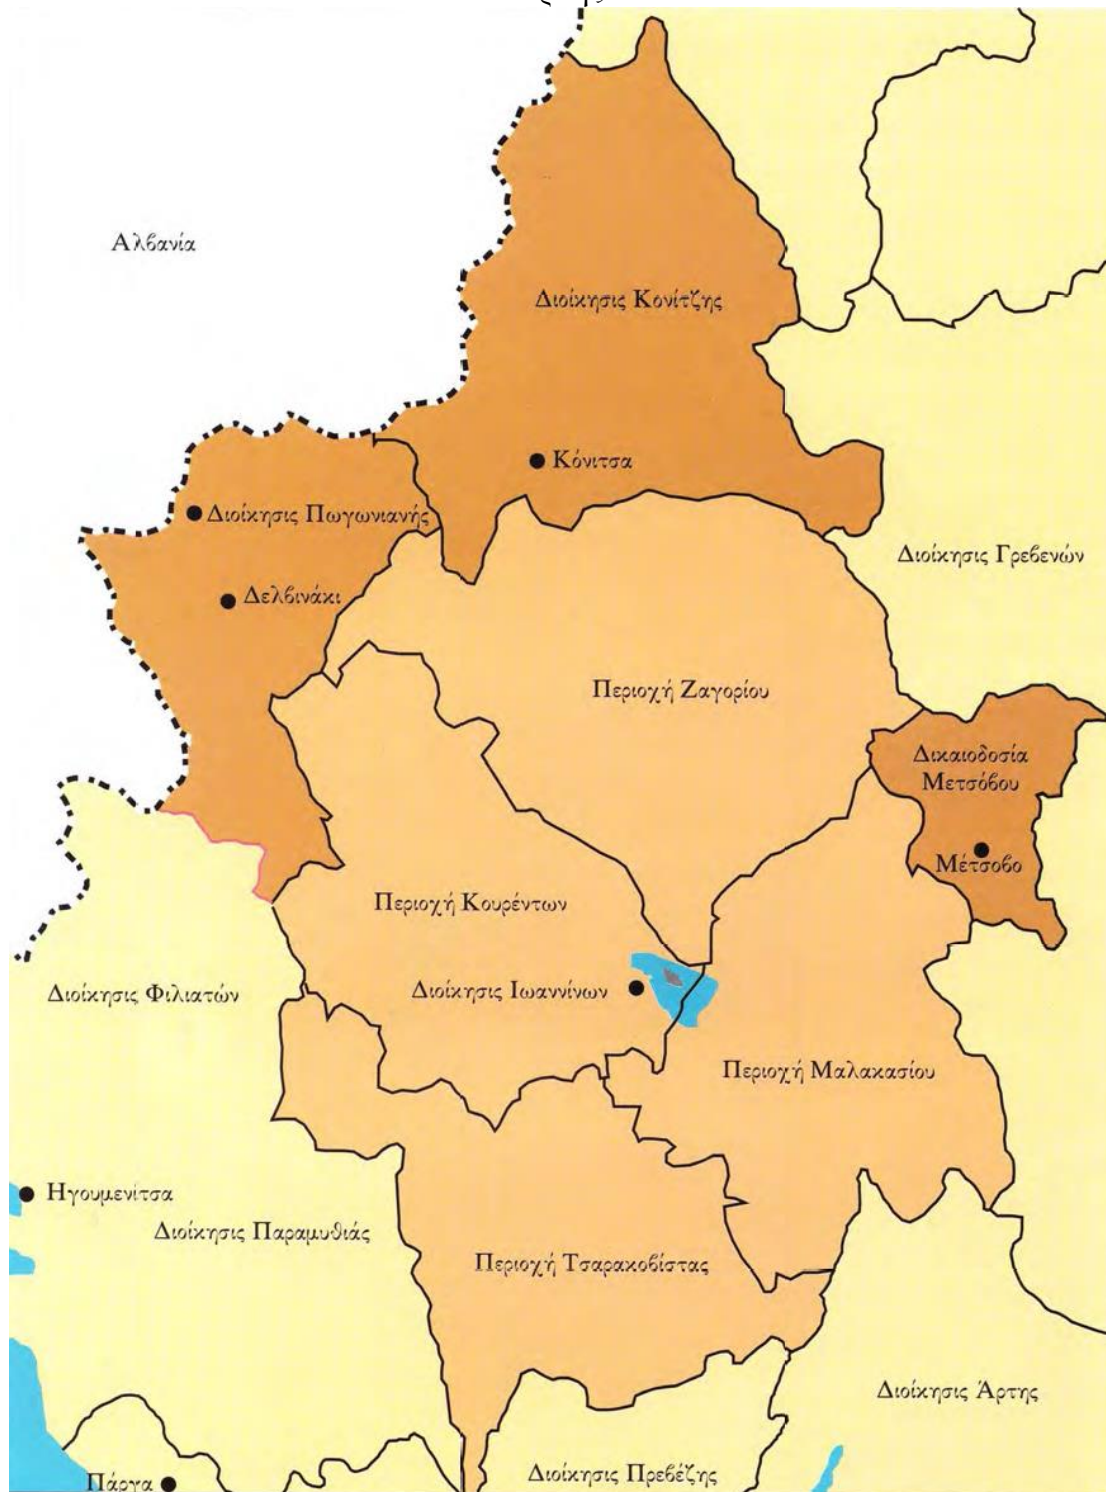 Αλβανία
Διοίκησις Κονίτζης
Κόνιτσα
Διοίκησις Πωγωνιανής
Διοίκησις Γρεβενών
Δελβινάκι
Περιοχή Ζαγορίου
Δικαιοδοσία
Μετσόβου
Μέτσοβο
Περιοχή Κουρέντων
Διοίκησις Φιλιατών
Διοίκησις Ιωαννίνων
Περιοχή Μαλακασίου
Ηγουμενίτσα
Διοίκησις Παραμυθιάς
Περιοχή Τσαρακοβίστας
Διοίκησις Άρτης
Διοίκησις Πρεβέζης
Πάργα